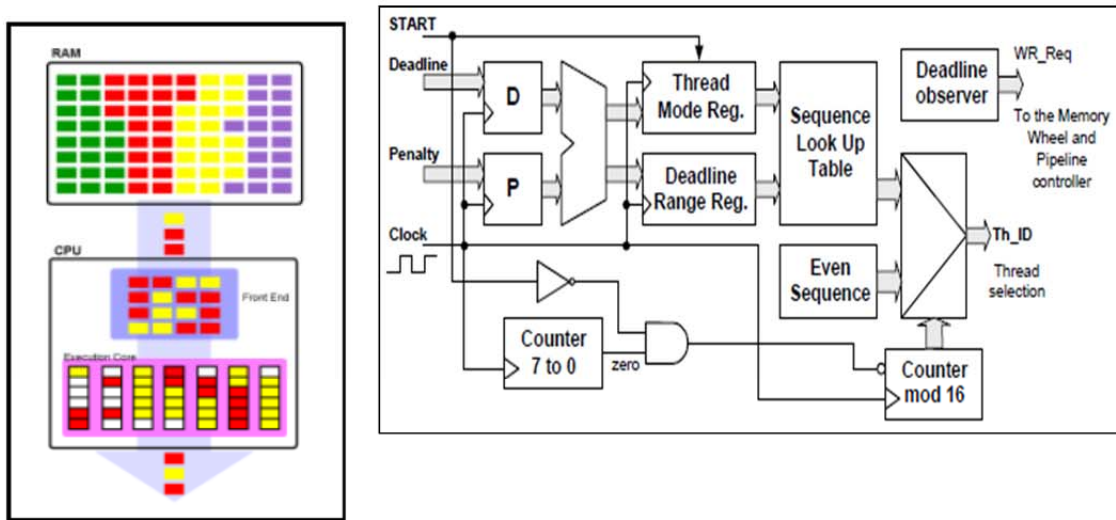 RAM
CPU
Front End
Execution Core
START
Deadline
D
Thread
Mode Reg.
Sequence
Look Up
Table
Deadline
observer
WR_Req
To the Memory
Wheel and
Pipeline
controller
Penalty
P
Deadline
Range Reg.
Clock
Even
Sequence
Th_ID
Thread
selection
Counter
7 to 0
zero
Counter
mod 16